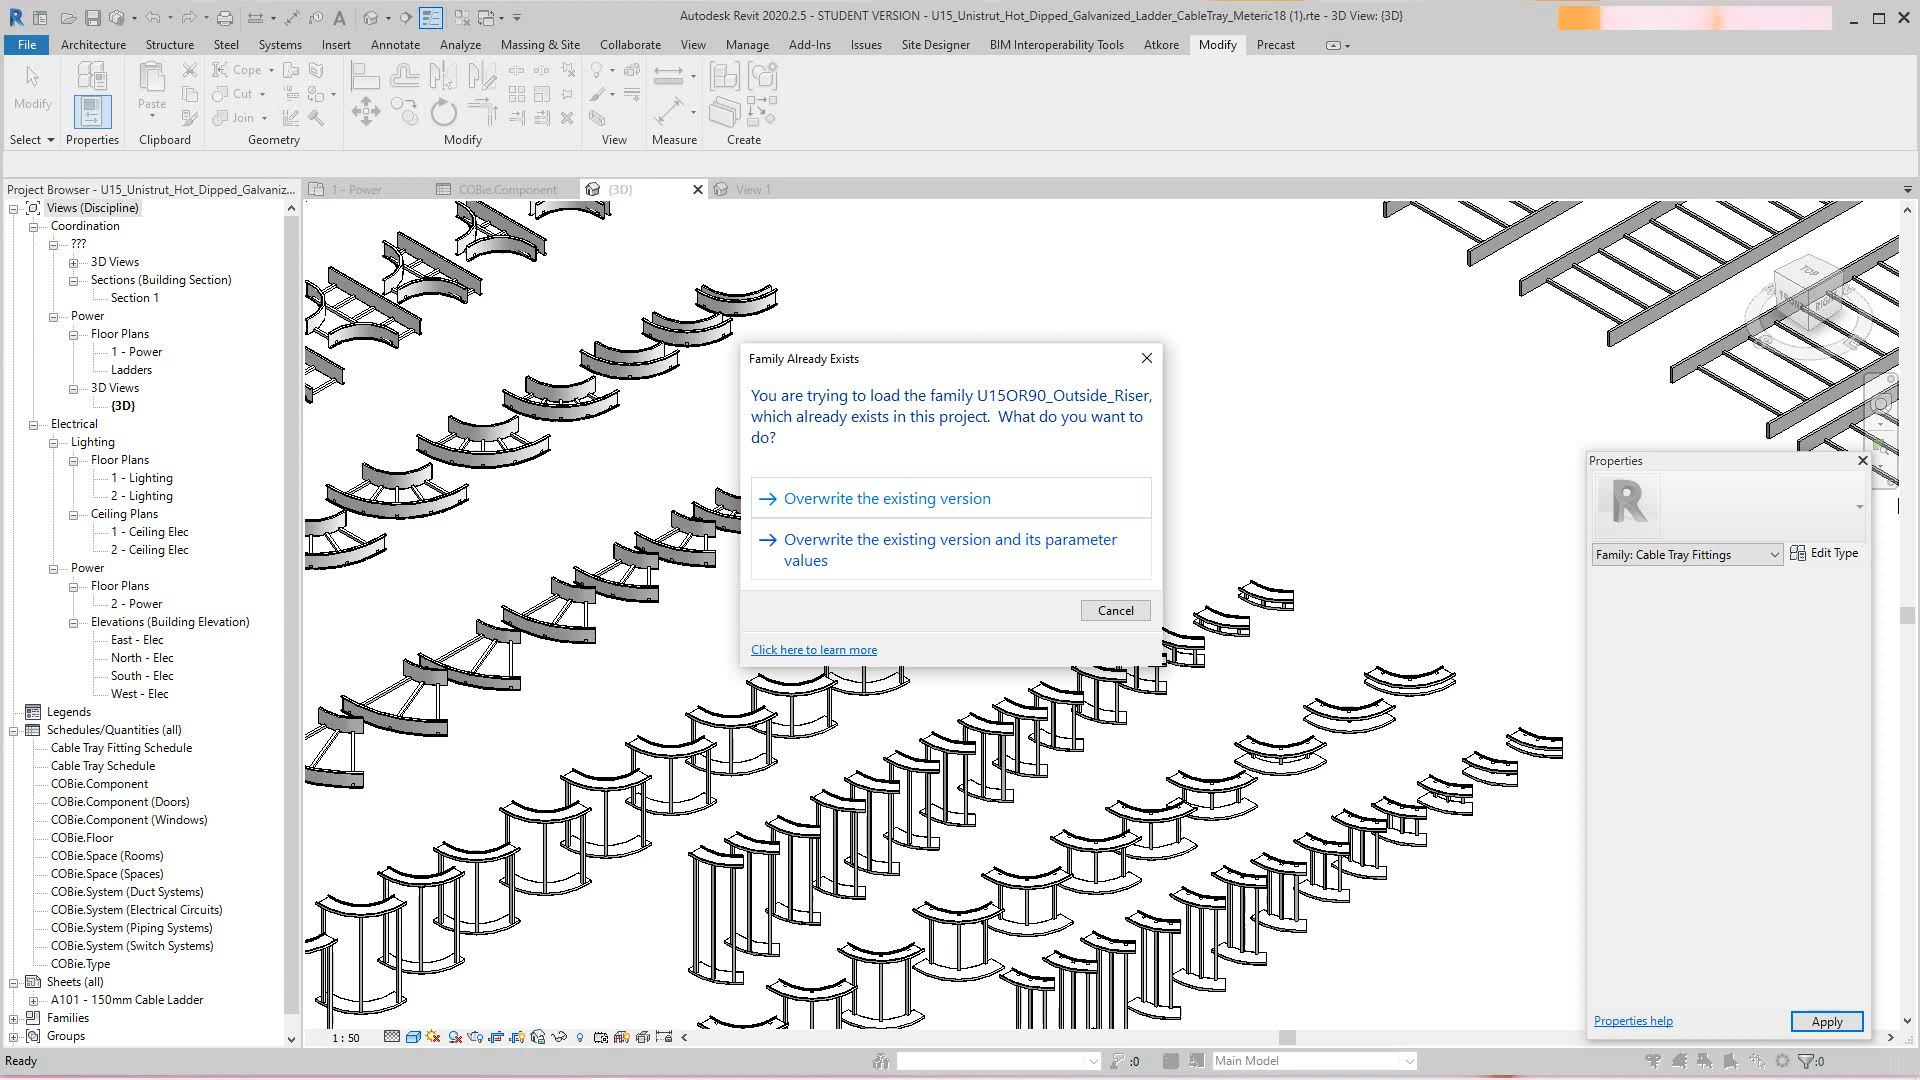 Autodesk Revit 2020.2.5 - STUDENT VERSION - U15_Unistrut_Hot_Dipped_Galvanized_Ladder_CableTray_Meteric18 (1).rte - 3D View: {3D}
File Architecture Structure Steel Systems Insert Annotate Analyze Massing & Site Collaborate View Manage Add-Ins Issues Site Designer BIM Interoperability Tools Atkore Modify Precast
Modify
Paste
Cope
Cut
Join
Select Properties Clipboard Geometry Modify View Measure Create
Project Browser - U15_Unistrut_Hot_Dipped_Galvaniz...
1 - Power COBie.Component {3D} View 1
Views (Discipline)
Coordination
???
3D Views
Sections (Building Section)
Section 1
Power
Floor Plans
1 - Power
Ladders
3D Views
{3D}
Electrical
Lighting
Floor Plans
1 - Lighting
2 - Lighting
Ceiling Plans
1 - Ceiling Elec
2 - Ceiling Elec
Power
Floor Plans
2 - Power
Elevations (Building Elevation)
East - Elec
North - Elec
South - Elec
West - Elec
Legends
Schedules/Quantities (all)
Cable Tray Fitting Schedule
Cable Tray Schedule
COBie.Component
COBie.Component (Doors)
COBie.Component (Windows)
COBie.Floor
COBie.Space (Rooms)
COBie.Space (Spaces)
COBie.System (Duct Systems)
COBie.System (Electrical Circuits)
COBie.System (Piping Systems)
COBie.System (Switch Systems)
COBie.Type
Sheets (all)
A101 - 150mm Cable Ladder
Families
Groups
Family Already Exists
You are trying to load the family U15OR90_Outside_Riser,
which already exists in this project. What do you want to
do?
Overwrite the existing version
Overwrite the existing version and its parameter
values
Cancel
Click here to learn more
TOP
RIGHT
Properties
Family: Cable Tray Fittings
Edit Type
Properties help
Apply
1 : 50
Ready
:0
Main Model
:0